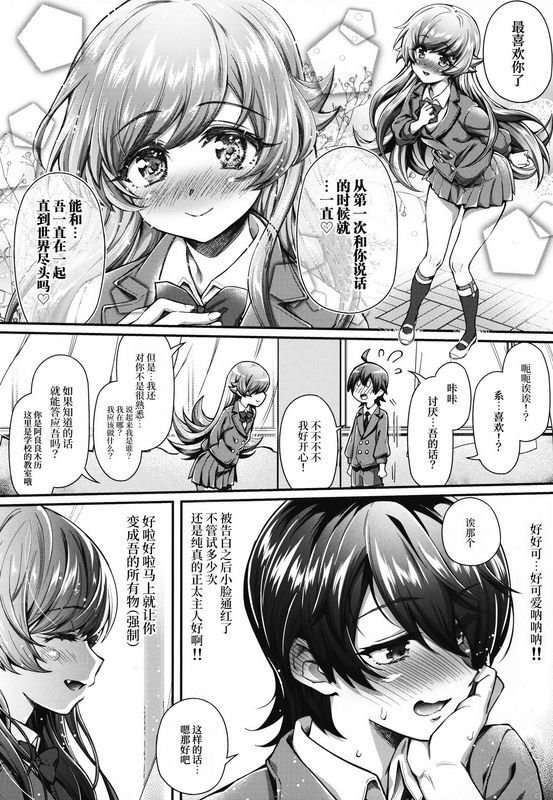 最喜欢你了
从第一次和你说话
的时候就
…一直♡
能和…
吾一直在一起
直到世界尽头吗♡
呃呃诶诶！？
系…喜欢！？
咔咔
讨厌…吾的话？
不不不不
我好开心！
但是…我还
对你不是很熟悉
说起来我是谁？
我在哪？
我应该做什么？
如果知道的话
就能答应吾吗？
你是阿良良木历
这里是学校的教室哦
好好可…好可爱呐呐呐!!
诶那个
被告白之后小脸通红了
不管试多少次
还是纯真的正太主人好啊!!
这样的话…
嗯那好吧
好啦好啦马上就让你
变成吾的所有物(强制)